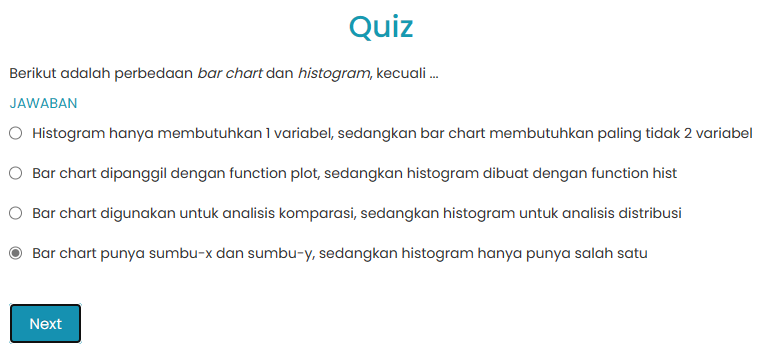 Quiz
Berikut adalah perbedaan bar chart dan histogram, kecuali ...
JAWABAN
Histogram hanya membutuhkan 1 variabel, sedangkan bar chart membutuhkan paling tidak 2 variabel
Bar chart dipanggil dengan function plot, sedangkan histogram dibuat dengan function hist
Bar chart digunakan untuk analisis komparasi, sedangkan histogram untuk analisis distribusi
Bar chart punya sumbu-x dan sumbu-y, sedangkan histogram hanya punya salah satu
Next